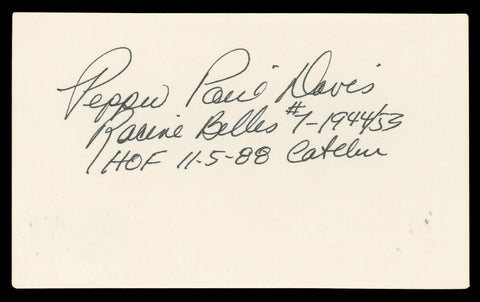 Pepper Paire Davis
Racine Belles #7-1944/53
HOF 11-5-88 Catcher